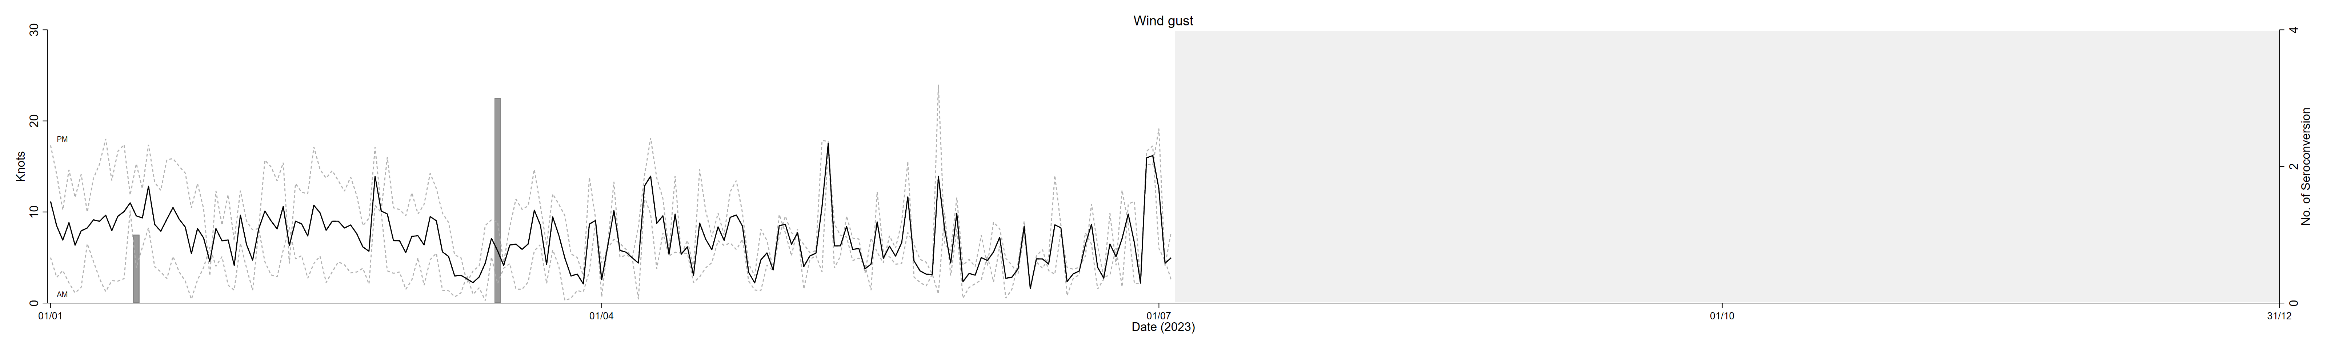 Wind gust
30
20
10
0
Knots
PM
AM
4
2
0
No. of Seroconversion
01/01
01/04
01/07
01/10
31/12
Date (2023)